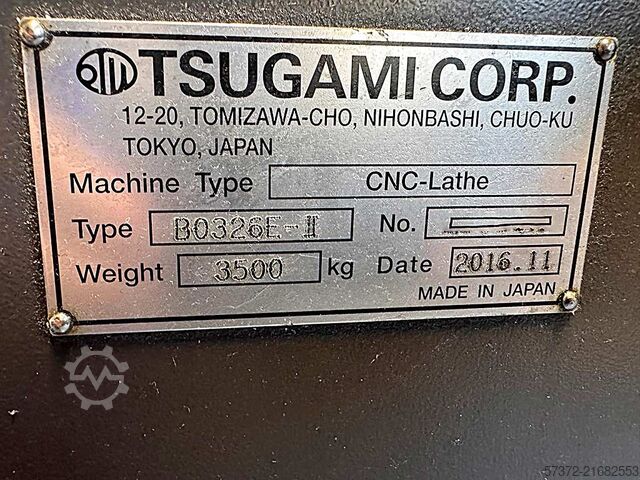 TSUGAMI CORP.
12-20, TOMIZAWA-CHO, NIHONBASHI, CHUO-KU
TOKYO, JAPAN
Machine Type CNC-Lathe
Type B0326E-II No.
Weight 3500 kg Date 2016.11
MADE IN JAPAN
57372-21682553